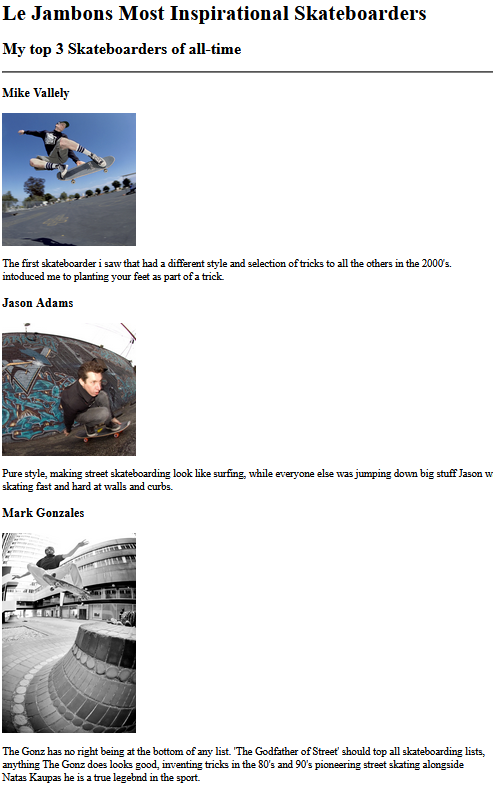 Le Jambons Most Inspirational Skateboarders
My top 3 Skateboarders of all-time
Mike Vallely
The first skateboarder i saw that had a different style and selection of tricks to all the others in the 2000's.
intoduced me to planting your feet as part of a trick.
Jason Adams
Pure style, making street skateboarding look like surfing, while everyone else was jumping down big stuff Jason w
skating fast and hard at walls and curbs.
Mark Gonzales
The Gonz has no right being at the bottom of any list. 'The Godfather of Street' should top all skateboarding lists,
anything The Gonz does looks good, inventing tricks in the 80's and 90's pioneering street skating alongside
Natas Kaupas he is a true legebnd in the sport.